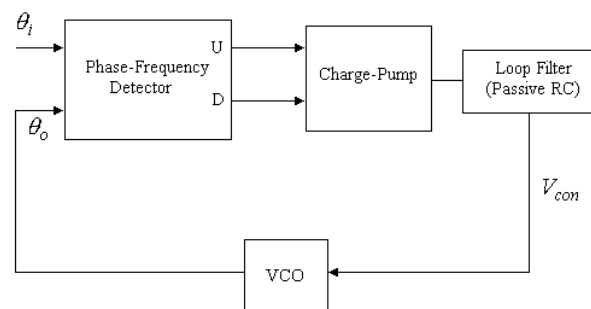 θi
U
Phase-Frequency
Detector
D
θo
Charge-Pump
Loop Filter
(Passive RC)
Vcon
VCO